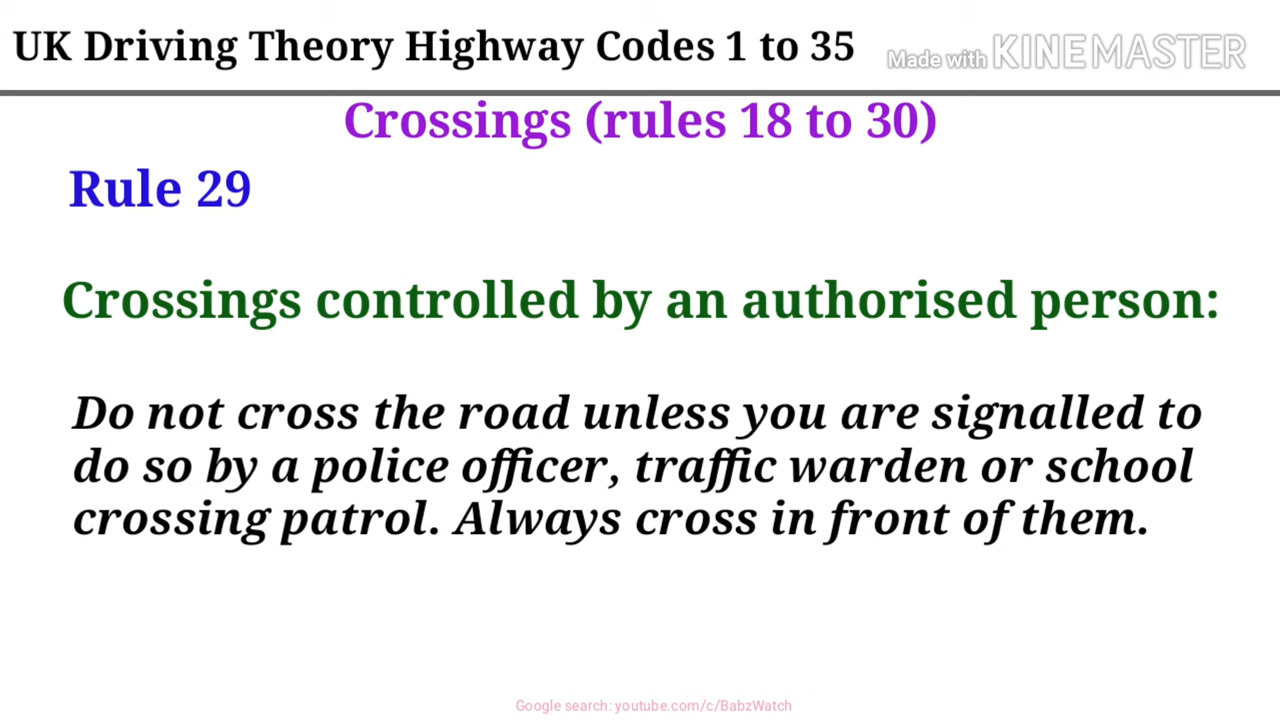 UK Driving Theory Highway Codes 1 to 35
Made with KINEMASTER
Crossings (rules 18 to 30)
Rule 29
Crossings controlled by an authorised person:
Do not cross the road unless you are signalled to
do so by a police officer, traffic warden or school
crossing patrol. Always cross in front of them.
Google search: youtube.com/c/BabzWatch